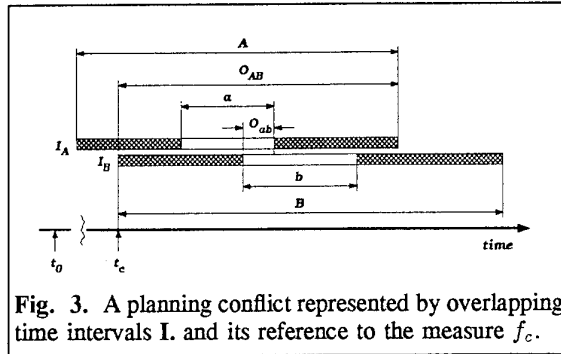 A
O_AB
a
O_ab
I_A
I_B
b
B
time
t_0
t_c
Fig. 3. A planning conflict represented by overlapping
time intervals I. and its reference to the measure f_c.